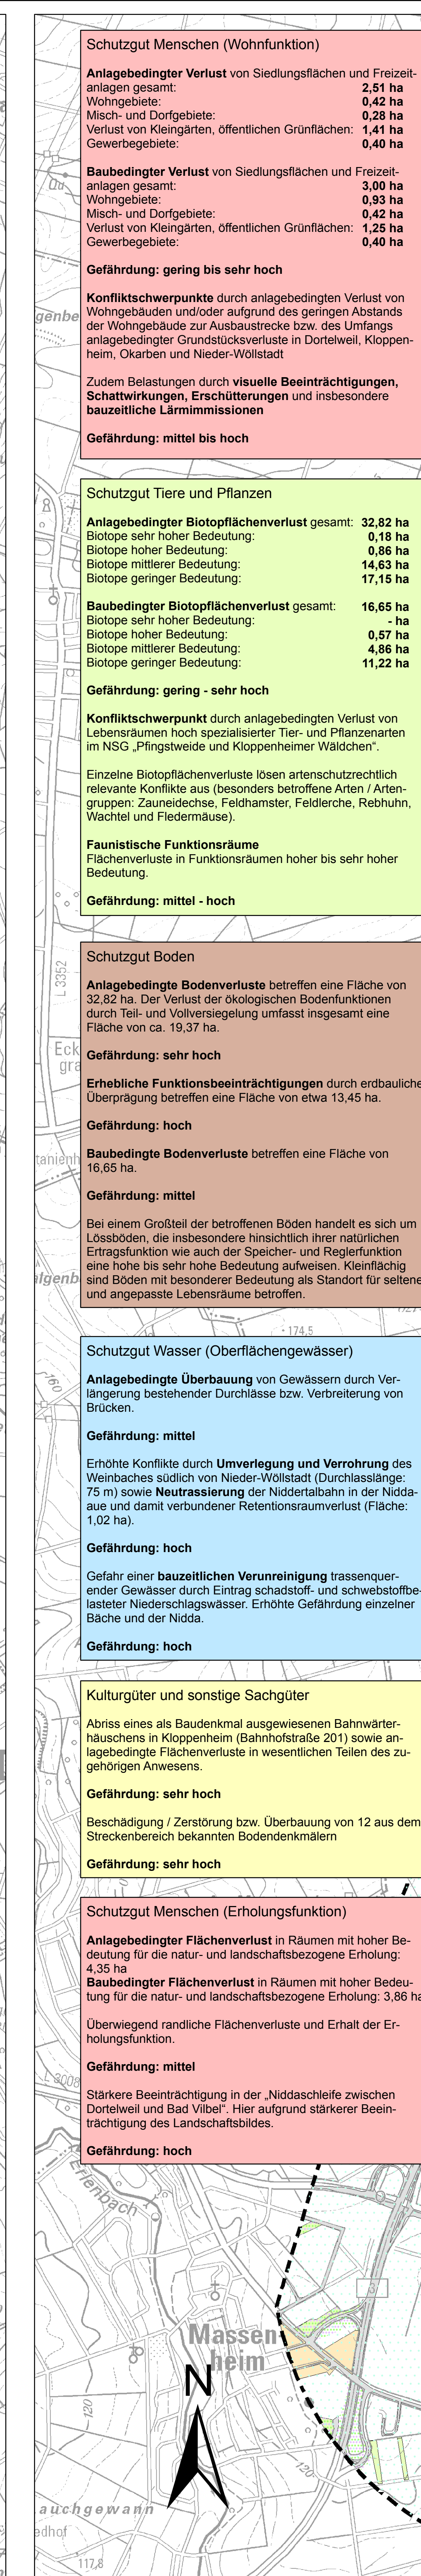 Schutzgut Menschen (Wohnfunktion)
Anlagebedingter Verlust von Siedlungsflächen und Freizeit-
anlagen gesamt: 2,51 ha
Wohngebiete: 0,42 ha
Misch- und Dorfgebiete: 0,28 ha
Verlust von Kleingärten, öffentlichen Grünflächen: 1,41 ha
Gewerbegebiete: 0,40 ha
Baubedingter Verlust von Siedlungsflächen und Freizeit-
anlagen gesamt: 3,00 ha
Wohngebiete: 0,93 ha
Misch- und Dorfgebiete: 0,42 ha
Verlust von Kleingärten, öffentlichen Grünflächen: 1,25 ha
Gewerbegebiete: 0,40 ha
Gefährdung: gering bis sehr hoch
Konfliktschwerpunkte durch anlagebedingten Verlust von
Wohngebäuden und/oder aufgrund des geringen Abstands
der Wohngebäude zur Ausbaustrecke bzw. des Umfangs
anlagebedingter Grundstücksverluste in Dortelweil, Kloppen-
heim, Okarben und Nieder-Wöllstadt
Zudem Belastungen durch visuelle Beeinträchtigungen,
Schattwirkungen, Erschütterungen und insbesondere
bauzeitliche Lärmimmissionen
Gefährdung: mittel bis hoch
genbe
Schutzgut Tiere und Pflanzen
Anlagebedingter Biotopflächenverlust gesamt: 32,82 ha
Biotope sehr hoher Bedeutung: 0,18 ha
Biotope hoher Bedeutung: 0,86 ha
Biotope mittlerer Bedeutung: 14,63 ha
Biotope geringer Bedeutung: 17,15 ha
Baubedingter Biotopflächenverlust gesamt: 16,65 ha
Biotope sehr hoher Bedeutung: - ha
Biotope hoher Bedeutung: 0,57 ha
Biotope mittlerer Bedeutung: 4,86 ha
Biotope geringer Bedeutung: 11,22 ha
Gefährdung: gering - sehr hoch
Konfliktschwerpunkt durch anlagebedingten Verlust von
Lebensräumen hoch spezialisierter Tier- und Pflanzenarten
im NSG „Pfingstweide und Kloppenheimer Wäldchen“.
Einzelne Biotopflächenverluste lösen artenschutzrechtlich
relevante Konflikte aus (besonders betroffene Arten / Arten-
gruppen: Zauneidechse, Feldhamster, Feldlerche, Rebhuhn,
Wachtel und Fledermäuse).
Faunistische Funktionsräume
Flächenverluste in Funktionsräumen hoher bis sehr hoher
Bedeutung.
Gefährdung: mittel - hoch
L 3352
Eck
gra
tanienh
Schutzgut Boden
Anlagebedingte Bodenverluste betreffen eine Fläche von
32,82 ha. Der Verlust der ökologischen Bodenfunktionen
durch Teil- und Vollversiegelung umfasst insgesamt eine
Fläche von ca. 19,37 ha.
Gefährdung: sehr hoch
Erhebliche Funktionsbeeinträchtigungen durch erdbauliche
Überprägung betreffen eine Fläche von etwa 13,45 ha.
Gefährdung: hoch
Baubedingte Bodenverluste betreffen eine Fläche von
16,65 ha.
Gefährdung: mittel
Bei einem Großteil der betroffenen Böden handelt es sich um
Lössböden, die insbesondere hinsichtlich ihrer natürlichen
Ertragsfunktion wie auch der Speicher- und Reglerfunktion
eine hohe bis sehr hohe Bedeutung aufweisen. Kleinflächig
sind Böden mit besonderer Bedeutung als Standort für seltene
und angepasste Lebensräume betroffen.
lgenb
174,5
160
Schutzgut Wasser (Oberflächengewässer)
Anlagebedingte Überbauung von Gewässern durch Ver-
längerung bestehender Durchlässe bzw. Verbreiterung von
Brücken.
Gefährdung: mittel
Erhöhte Konflikte durch Umverlegung und Verrohrung des
Weinbaches südlich von Nieder-Wöllstadt (Durchlasslänge:
75 m) sowie Neutrassierung der Niddertalbahn in der Nidda-
aue und damit verbundener Retentionsraumverlust (Fläche:
1,02 ha).
Gefährdung: hoch
Gefahr einer bauzeitlichen Verunreinigung trassenquer-
ender Gewässer durch Eintrag schadstoff- und schwebstoffbe-
lasteter Niederschlagswässer. Erhöhte Gefährdung einzelner
Bäche und der Nidda.
Gefährdung: hoch
Kulturgüter und sonstige Sachgüter
Abriss eines als Baudenkmal ausgewiesenen Bahnwärter-
häuschens in Kloppenheim (Bahnhofstraße 201) sowie an-
lagebedingte Flächenverluste in wesentlichen Teilen des zu-
gehörigen Anwesens.
Gefährdung: sehr hoch
Beschädigung / Zerstörung bzw. Überbauung von 12 aus dem
Streckenbereich bekannten Bodendenkmälern
Gefährdung: sehr hoch
Schutzgut Menschen (Erholungsfunktion)
Anlagebedingter Flächenverlust in Räumen mit hoher Be-
deutung für die natur- und landschaftsbezogene Erholung:
4,35 ha
Baubedingter Flächenverlust in Räumen mit hoher Bedeu-
tung für die natur- und landschaftsbezogene Erholung: 3,86 ha
Überwiegend randliche Flächenverluste und Erhalt der Er-
holungsfunktion.
Gefährdung: mittel
Stärkere Beeinträchtigung in der „Niddaschleife zwischen
Dortelweil und Bad Vilbel“. Hier aufgrund stärkerer Beein-
trächtigung des Landschaftsbildes.
Gefährdung: hoch
L 3008
Erlenbach
3
Massen-
heim
N
120
120
auchgewann
edhof
117,8